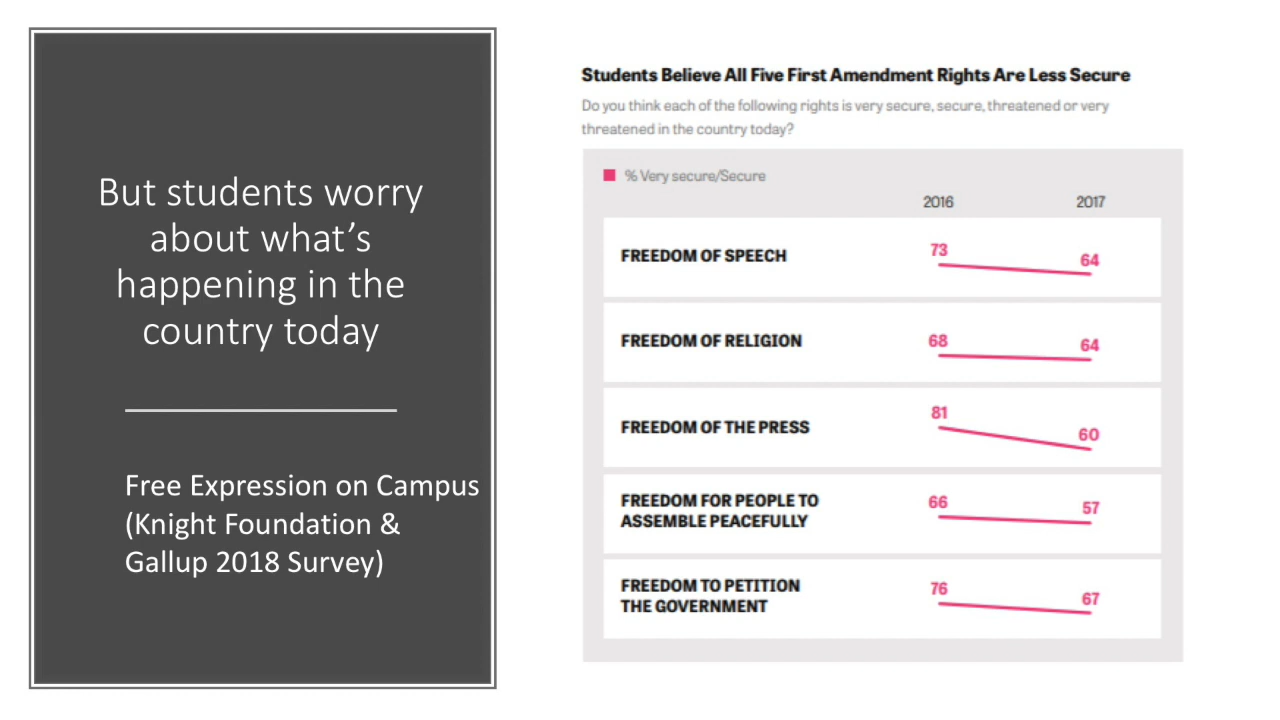 But students worry
about what’s
happening in the
country today
Free Expression on Campus
(Knight Foundation &
Gallup 2018 Survey)
Students Believe All Five First Amendment Rights Are Less Secure
Do you think each of the following rights is very secure, secure, threatened or very
threatened in the country today?
% Very secure/Secure
2016 2017
FREEDOM OF SPEECH 73 64
FREEDOM OF RELIGION 68 64
FREEDOM OF THE PRESS 81 60
FREEDOM FOR PEOPLE TO
ASSEMBLE PEACEFULLY 66 57
FREEDOM TO PETITION
THE GOVERNMENT 76 67